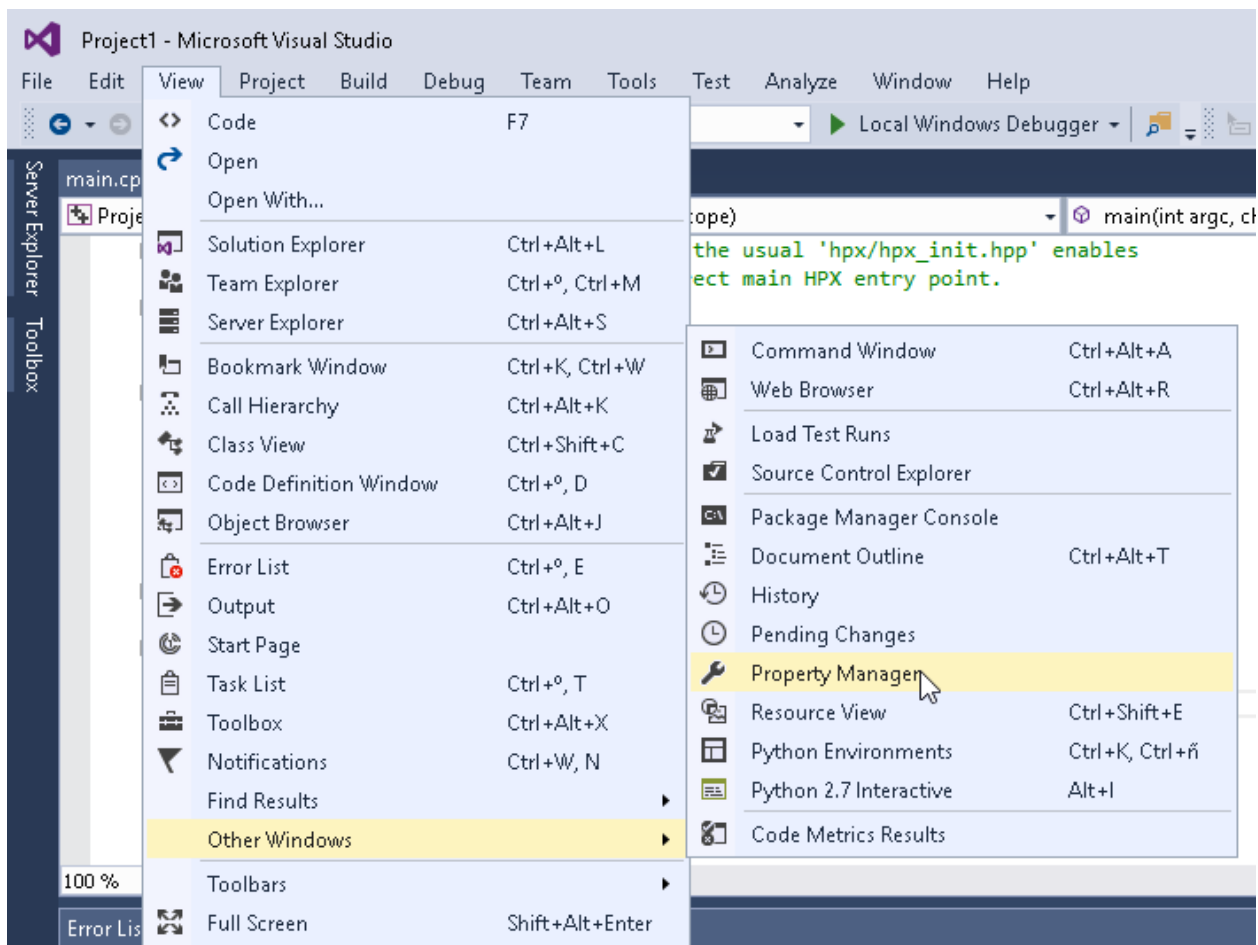 Project1 - Microsoft Visual Studio
File Edit View Project Build Debug Team Tools Test Analyze Window Help
Local Windows Debugger
Server Explorer
Toolbox
main.cp
Proje
cope)
main(int argc, ch
the usual 'hpx/hpx_init.hpp' enables
ect main HPX entry point.
Code F7
Open
Open With...
Solution Explorer Ctrl+Alt+L
Team Explorer Ctrl+º, Ctrl+M
Server Explorer Ctrl+Alt+S
Bookmark Window Ctrl+K, Ctrl+W
Call Hierarchy Ctrl+Alt+K
Class View Ctrl+Shift+C
Code Definition Window Ctrl+º, D
Object Browser Ctrl+Alt+J
Error List Ctrl+º, E
Output Ctrl+Alt+O
Start Page
Task List Ctrl+º, T
Toolbox Ctrl+Alt+X
Notifications Ctrl+W, N
Find Results
Other Windows
Toolbars
Full Screen Shift+Alt+Enter
Command Window Ctrl+Alt+A
Web Browser Ctrl+Alt+R
Load Test Runs
Source Control Explorer
Package Manager Console
Document Outline Ctrl+Alt+T
History
Pending Changes
Property Manager
Resource View Ctrl+Shift+E
Python Environments Ctrl+K, Ctrl+ñ
Python 2.7 Interactive Alt+I
Code Metrics Results
100 %
Error Lis